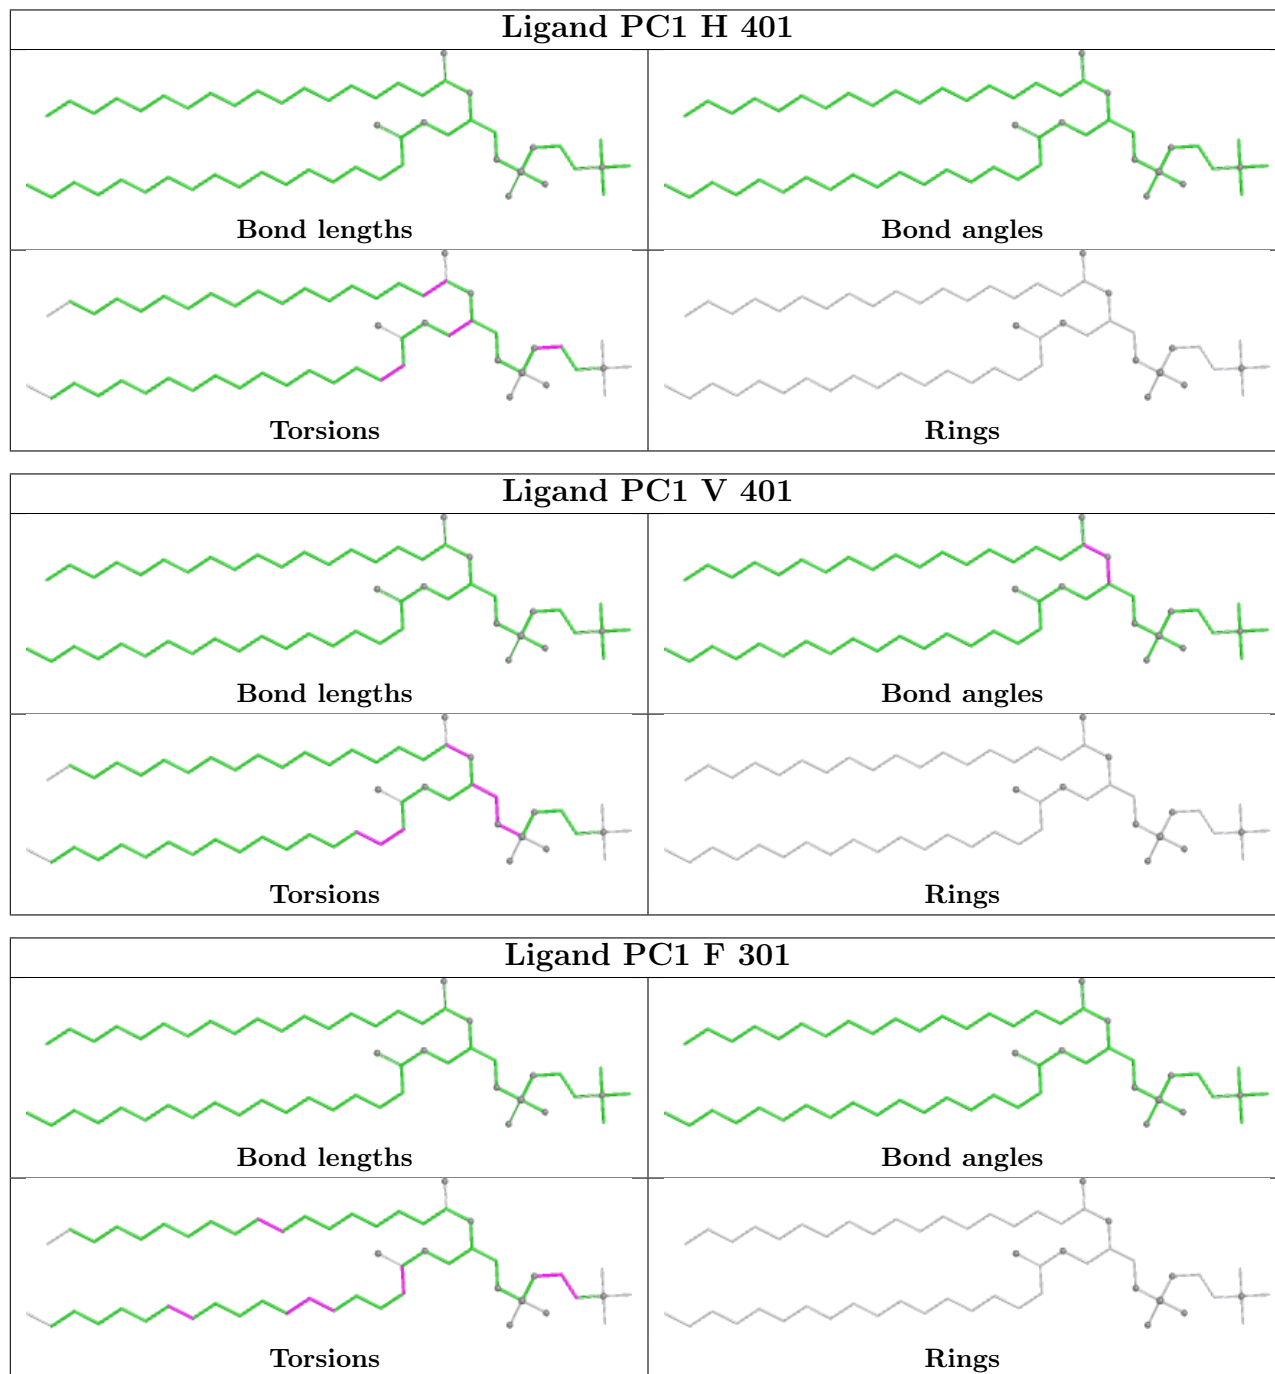 Ligand PC1 H 401
Bond lengths
Bond angles
Torsions
Rings
Ligand PC1 V 401
Bond lengths
Bond angles
Torsions
Rings
Ligand PC1 F 301
Bond lengths
Bond angles
Torsions
Rings